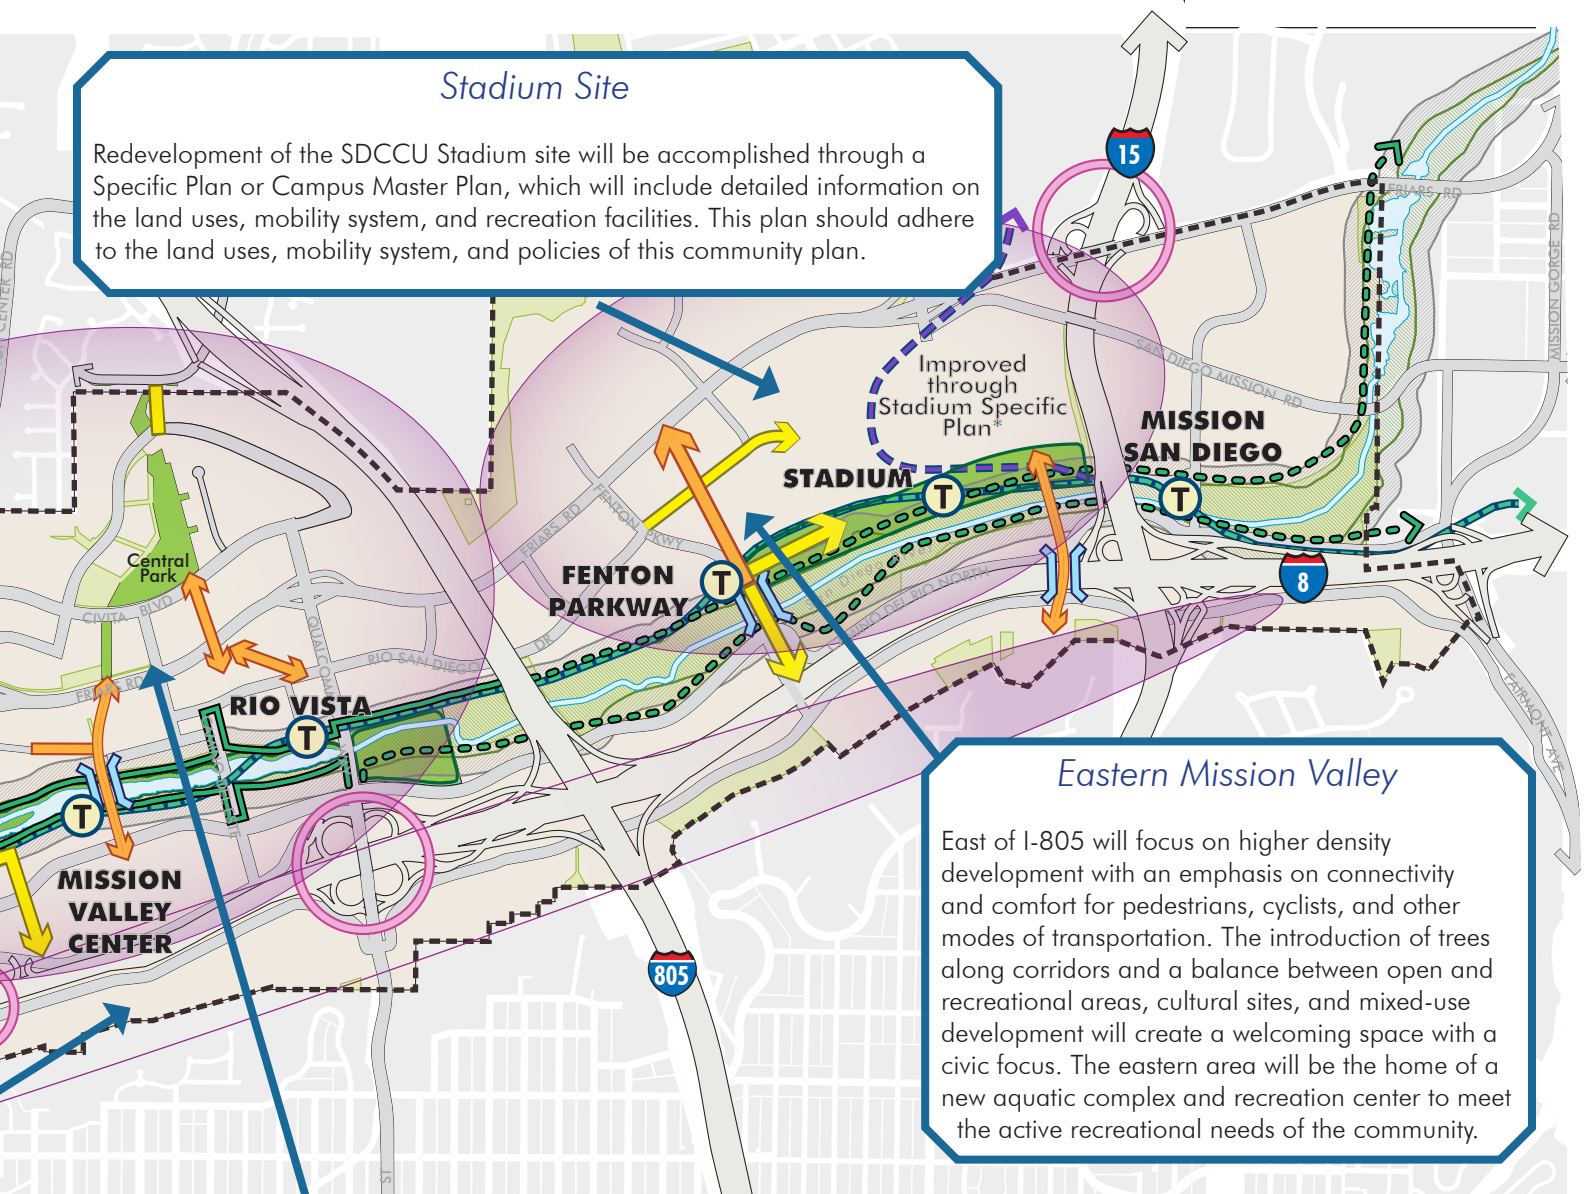 Stadium Site
Redevelopment of the SDCCU Stadium site will be accomplished through a
Specific Plan or Campus Master Plan, which will include detailed information on
the land uses, mobility system, and recreation facilities. This plan should adhere
to the land uses, mobility system, and policies of this community plan.
15
FRIARS RD
MISSION GORGE RD
CENTER RD
SAN DIEGO MISSION RD
Improved
through
Stadium Specific
Plan*
MISSION
SAN DIEGO
T
STADIUM
T
FENTON PKWY
FRIARS RD
FENTON
PARKWAY
T
San Diego River
CAMINO DEL RIO NORTH
8
Central
Park
CIVITA BLVD
QUALCOMM
RIO SAN DIEGO
DR
FRIARS RD
RIO VISTA
T
FAIRMONT AVE
T
MISSION
VALLEY
CENTER
805
ST
Eastern Mission Valley
East of I-805 will focus on higher density
development with an emphasis on connectivity
and comfort for pedestrians, cyclists, and other
modes of transportation. The introduction of trees
along corridors and a balance between open and
recreational areas, cultural sites, and mixed-use
development will create a welcoming space with a
civic focus. The eastern area will be the home of a
new aquatic complex and recreation center to meet
the active recreational needs of the community.